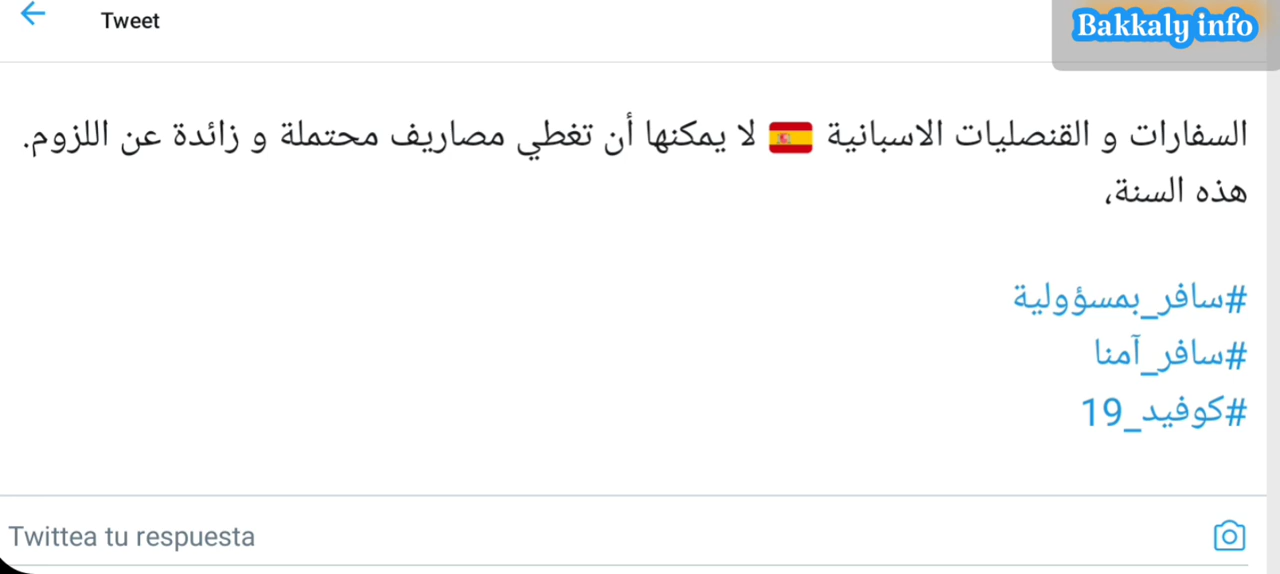 Tweet
Bakkaly info
السفارات و القنصليات الاسبانية 🇪🇸 لا يمكنها أن تغطي مصاريف محتملة و زائدة عن اللزوم.
هذه السنة،
#سافر_بمسؤولية
#سافر_آمنا
#كوفيد_19
Twittea tu respuesta